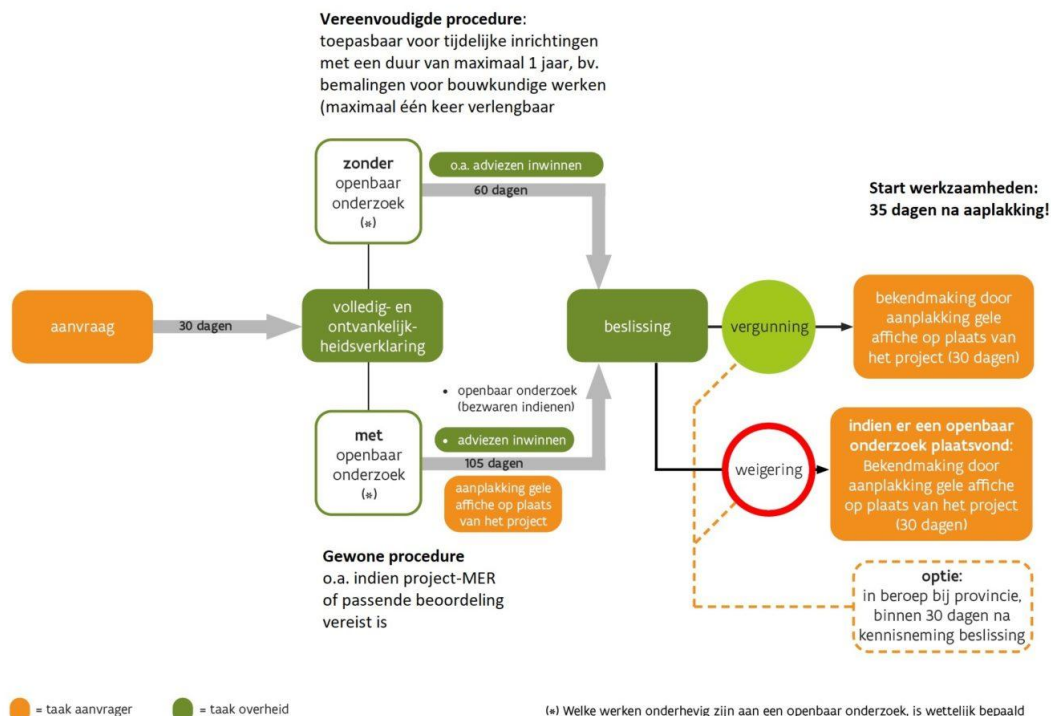 Vereenvoudigde procedure:
toepasbaar voor tijdelijke inrichtingen
met een duur van maximaal 1 jaar, bv.
bemalingen voor bouwkundige werken
(maximaal één keer verlengbaar
zonder
openbaar
onderzoek
(*)
o.a. adviezen inwinnen
60 dagen
Start werkzaamheden:
35 dagen na aaplakking!
aanvraag
30 dagen
volledig- en
ontvankelijk-
heidsverklaring
beslissing
vergunning
bekendmaking door
aanplakking gele
affiche op plaats van
het project (30 dagen)
• openbaar onderzoek
(bezwaren indienen)
met
openbaar
onderzoek
(*)
• adviezen inwinnen
105 dagen
aanplakking gele
affiche op plaats
van het project
weigering
indien er een openbaar
onderzoek plaatsvond:
Bekendmaking door
aanplakking gele affiche
op plaats van het project
(30 dagen)
Gewone procedure
o.a. indien project-MER
of passende beoordeling
vereist is
optie:
in beroep bij provincie,
binnen 30 dagen na
kennisneming beslissing
= taak aanvrager
= taak overheid
(*) Welke werken onderhevig zijn aan een openbaar onderzoek, is wettelijk bepaald